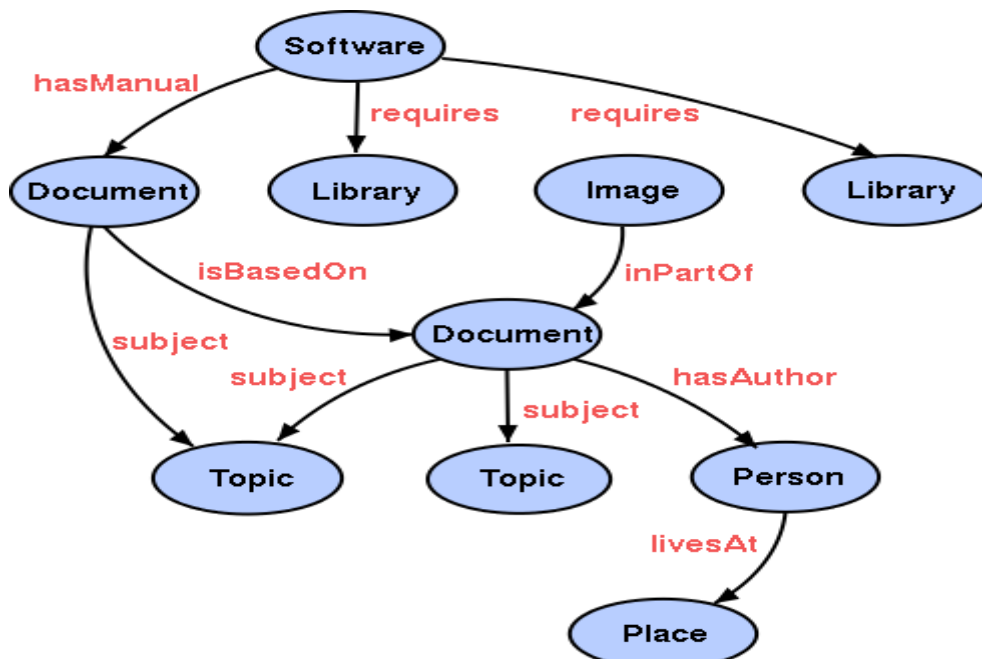 Software
hasManual
requires
requires
Document
Library
Image
Library
isBasedOn
inPartOf
Document
subject
subject
hasAuthor
subject
Topic
Topic
Person
livesAt
Place